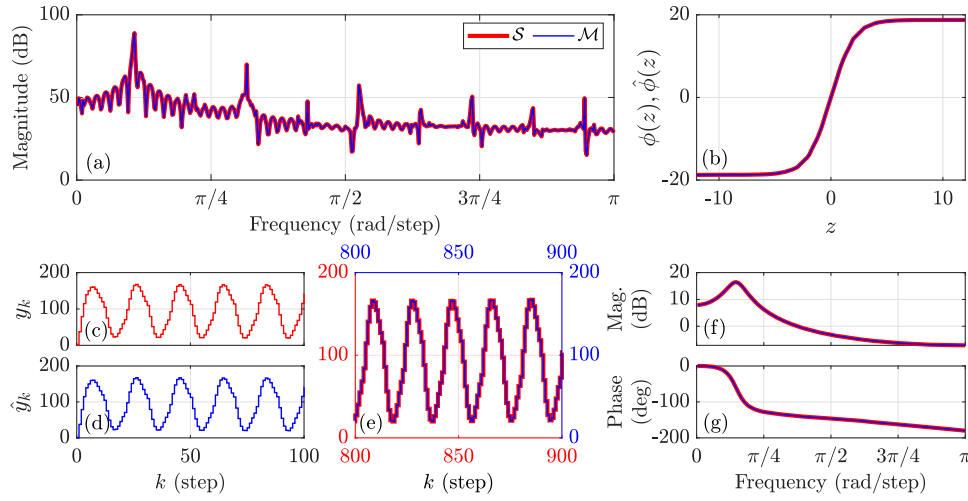 100
50
0
Magnitude (dB)
S
M
(a)
0
π/4
π/2
3π/4
π
Frequency (rad/step)
20
0
-20
ϕ(z), ϕ̂(z)
(b)
-10
0
10
z
200
100
0
y_k
(c)
200
100
0
ŷ_k
(d)
0
50
100
k (step)
800
850
900
200
100
0
200
100
0
(e)
800
850
900
k (step)
20
10
0
Mag.
(dB)
(f)
0
-100
-200
Phase
(deg)
(g)
0
π/4
π/2
3π/4
π
Frequency (rad/step)